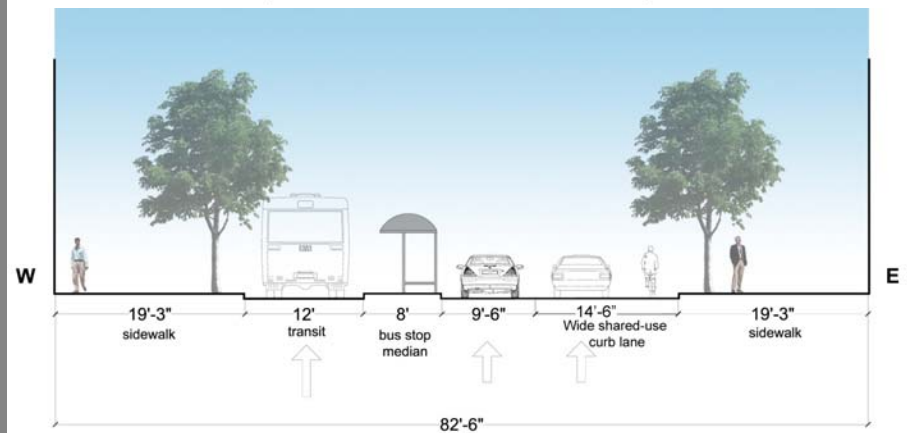 W
E
19'-3" 12' 8' 9'-6" 14'-6" 19'-3"
sidewalk
transit
bus stop
median
Wide shared-use
curb lane
sidewalk
82'-6"